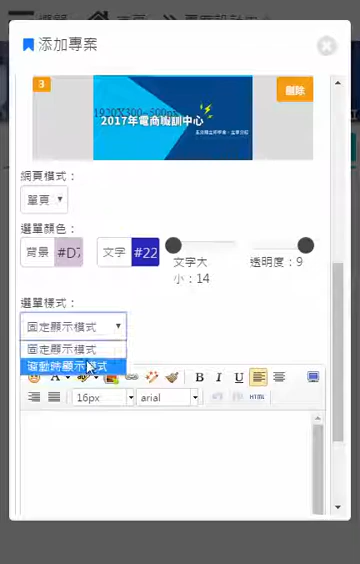 添加專案
3
刪除
1920X300~500px
2017年電商職訓中心
網頁模式：
單頁
選單顏色：
背景 #D7
文字 #22
文字大小：14
透明度：9
選單樣式：
固定顯示模式
固定顯示模式
滾動時顯示模式
A B I U
16px arial HTML